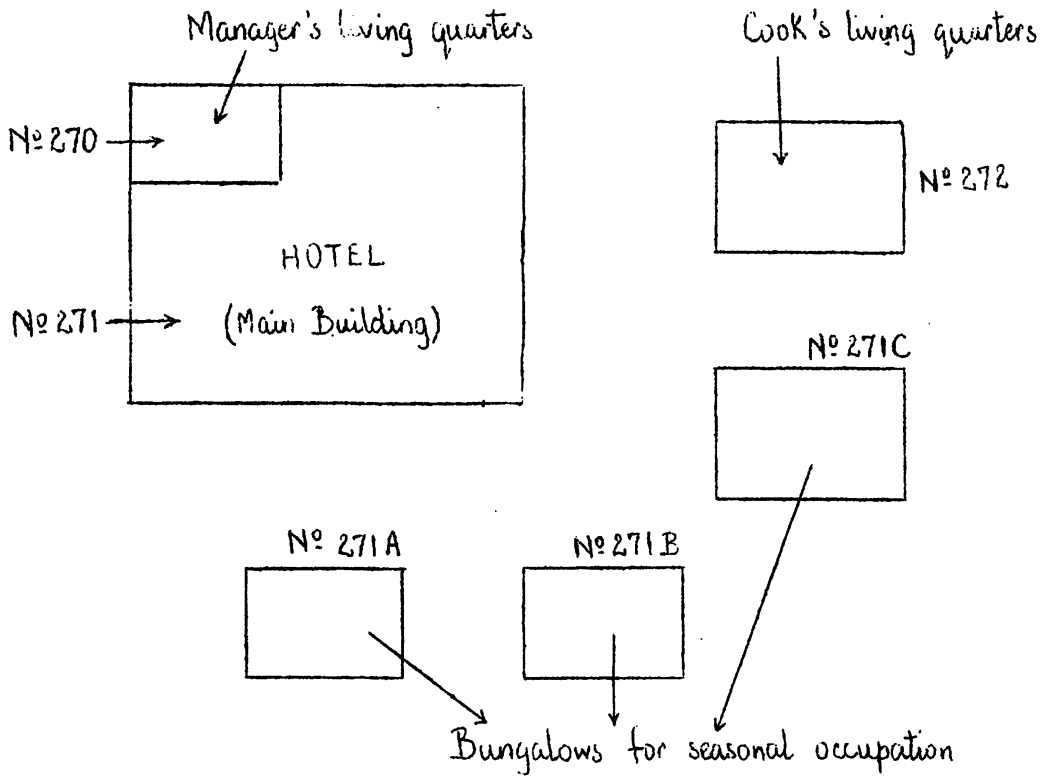 Manager's living quarters
Cook's living quarters
Nº 270
Nº 272
HOTEL
Nº 271
(Main Building)
Nº 271C
Nº 271A
Nº 271B
Bungalows for seasonal occupation